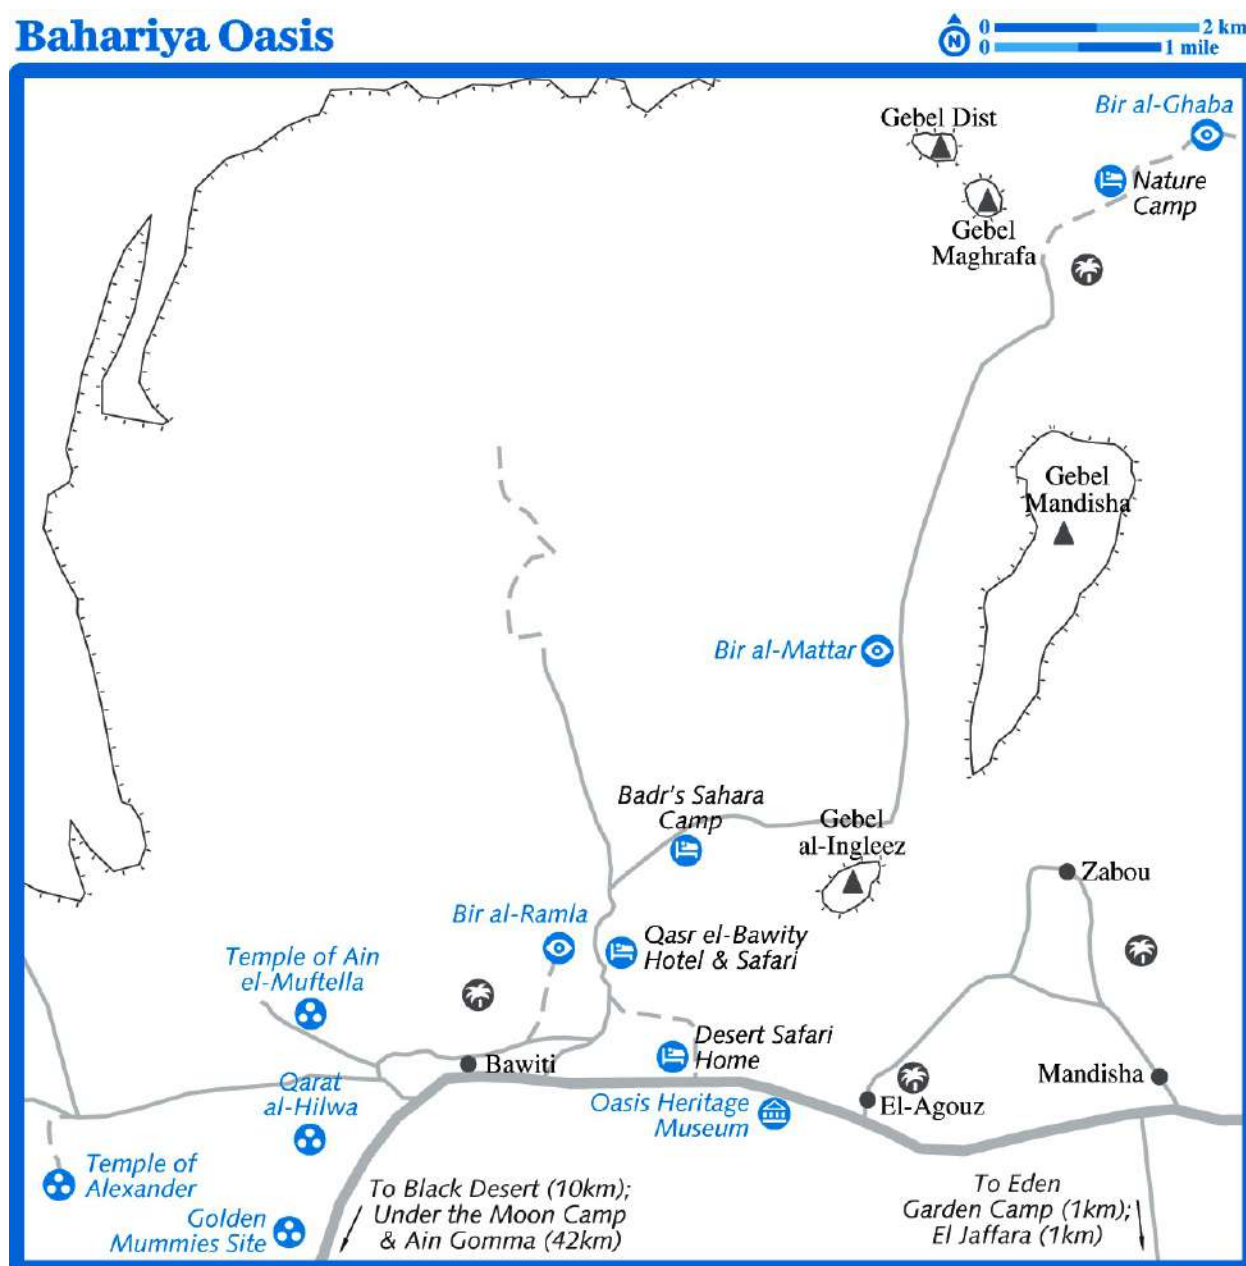 Bahariya Oasis
N
0 2 km
0 1 mile
Bir al-Ghaba
Gebel Dist
Nature
Camp
Gebel
Maghrafa
Gebel
Mandisha
Bir al-Mattar
Badr's Sahara
Camp
Gebel
al-Ingleez
Zabou
Bir al-Ramla
Qasr el-Bawity
Hotel & Safari
Temple of Ain
el-Muftella
Desert Safari
Home
Bawiti
Mandisha
Qarat
al-Hilwa
Oasis Heritage
Museum
El-Agouz
Temple of
Alexander
To Black Desert (10km);
Under the Moon Camp
& Ain Gomma (42km)
To Eden
Garden Camp (1km);
El Jaffara (1km)
Golden
Mummies Site